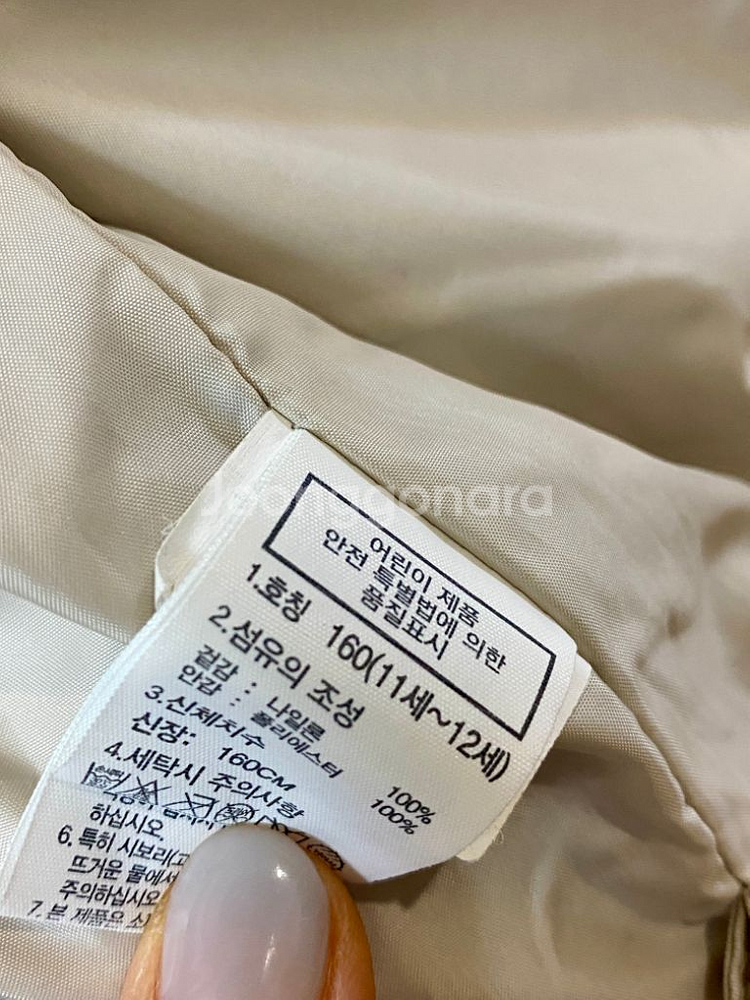 joonggonara
어린이 제품
안전 특별법에 의한
품질표시
1.호칭 160(11세~12세)
2.섬유의 조성
겉감 : 나일론 100%
안감 : 폴리에스터 100%
3.신체치수
신장: 160CM
4.세탁시 주의사항
하십시오.
6. 특히 시보리(고
뜨거운 물에서
주의하십시오
7. 본 제품은 소